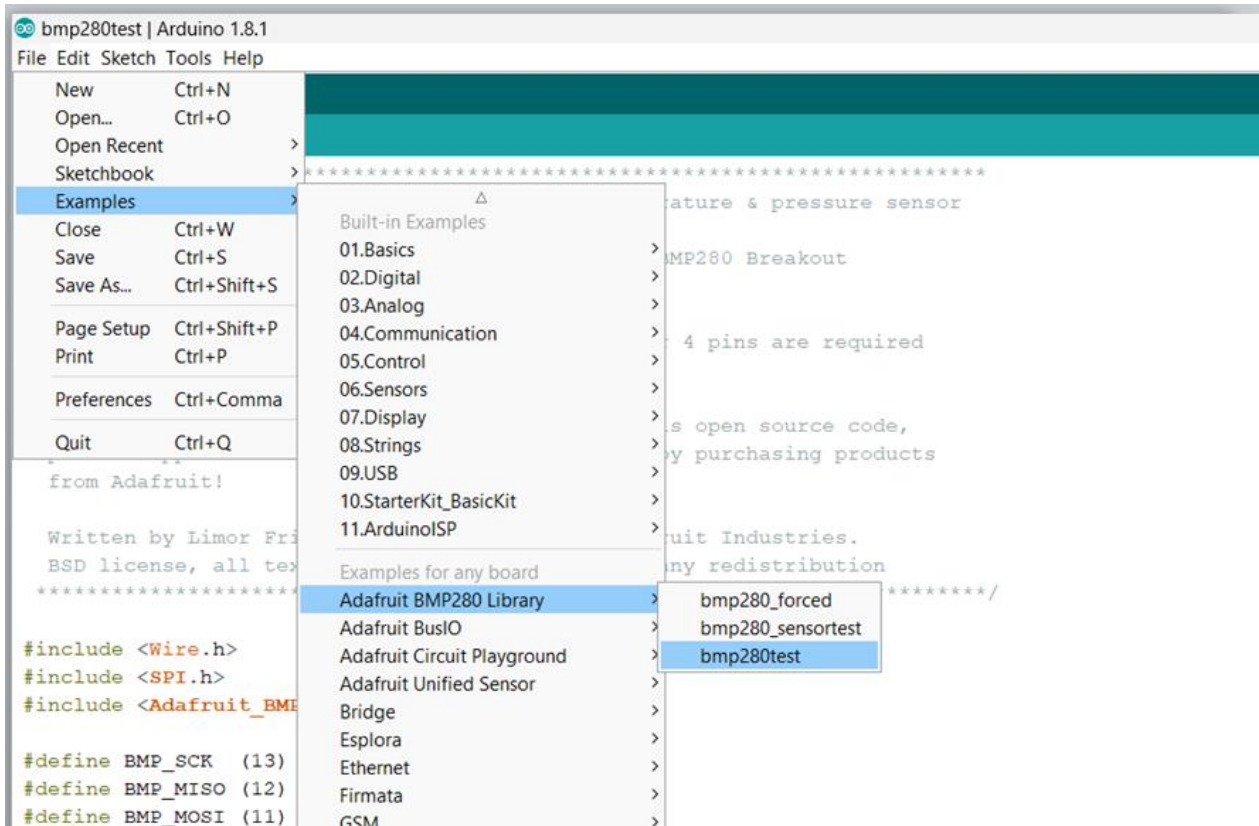 bmp280test | Arduino 1.8.1
File Edit Sketch Tools Help
New Ctrl+N
Open... Ctrl+O
Open Recent >
Sketchbook >
Examples >
Close Ctrl+W
Save Ctrl+S
Save As... Ctrl+Shift+S
Page Setup Ctrl+Shift+P
Print Ctrl+P
Preferences Ctrl+Comma
Quit Ctrl+Q
Built-in Examples
01.Basics >
02.Digital >
03.Analog >
04.Communication >
05.Control >
06.Sensors >
07.Display >
08.Strings >
09.USB >
10.StarterKit_BasicKit >
11.ArduinoISP >
Examples for any board
Adafruit BMP280 Library >
Adafruit BusIO >
Adafruit Circuit Playground >
Adafruit Unified Sensor >
Bridge >
Esplora >
Ethernet >
Firmata >
GSM >
bmp280_forced
bmp280_sensortest
bmp280test
*******************************************************
ature & pressure sensor
BMP280 Breakout
4 pins are required
s open source code,
by purchasing products
from Adafruit!
Written by Limor Fri uit Industries.
BSD license, all tex ny redistribution
********************* ********/
#include <Wire.h>
#include <SPI.h>
#include <Adafruit_BMP
#define BMP_SCK (13)
#define BMP_MISO (12)
#define BMP_MOSI (11)